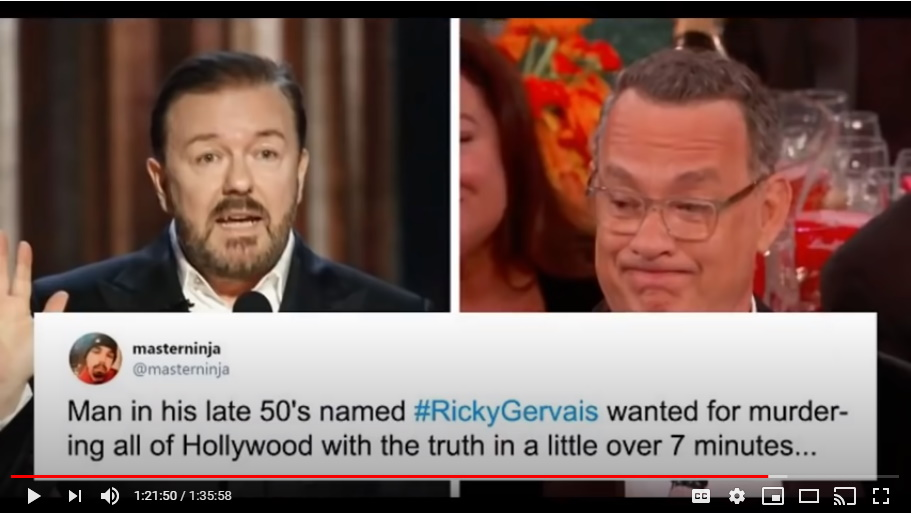 masterninja
@masterninja
Man in his late 50's named #RickyGervais wanted for murder-
ing all of Hollywood with the truth in a little over 7 minutes...
1:21:50 / 1:35:58
CC